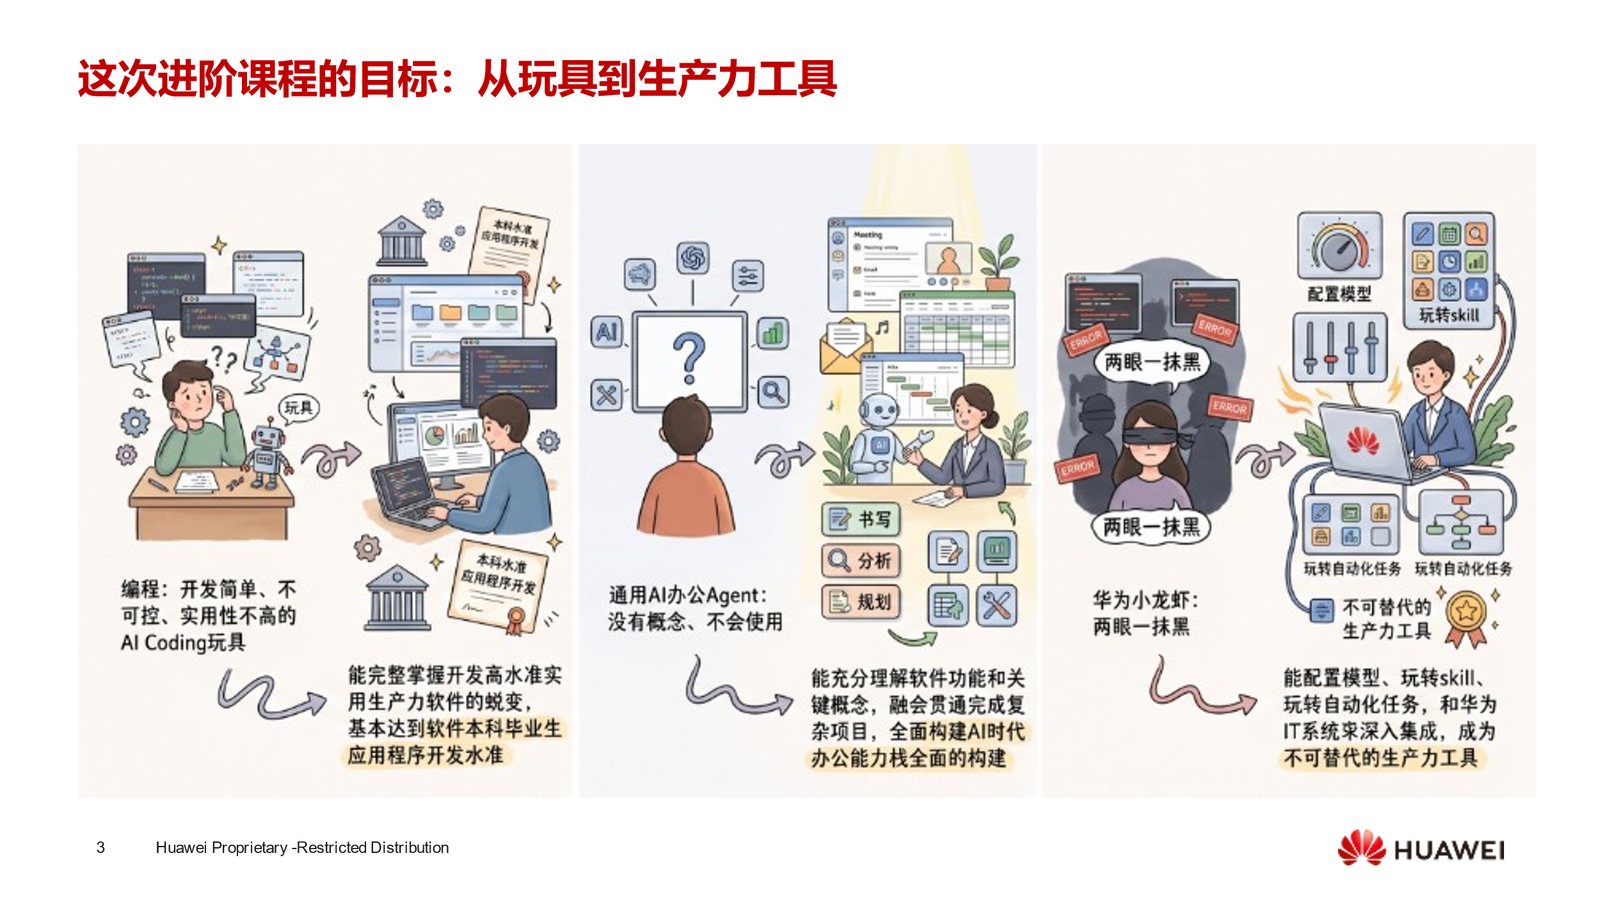 这次进阶课程的目标：从玩具到生产力工具
本科水准
应用程序开发
??
玩具
本科水准
应用程序开发
编程：开发简单、不
可控、实用性不高的
AI Coding玩具
能完整掌握开发高水准实
用生产力软件的蜕变，
基本达到软件本科毕业生
应用程序开发水准
AI
?
Meeting
Email
AI
书写
分析
规划
通用AI办公Agent：
没有概念、不会使用
能充分理解软件功能和关
键概念，融会贯通完成复
杂项目，全面构建AI时代
办公能力栈全面的构建
ERROR
ERROR
两眼一抹黑
ERROR
ERROR
两眼一抹黑
配置模型
玩转skill
玩转自动化任务
玩转自动化任务
不可替代的
生产力工具
华为小龙虾：
两眼一抹黑
能配置模型、玩转skill、
玩转自动化任务，和华为
IT系统深入集成，成为
不可替代的生产力工具
3
Huawei Proprietary -Restricted Distribution
HUAWEI